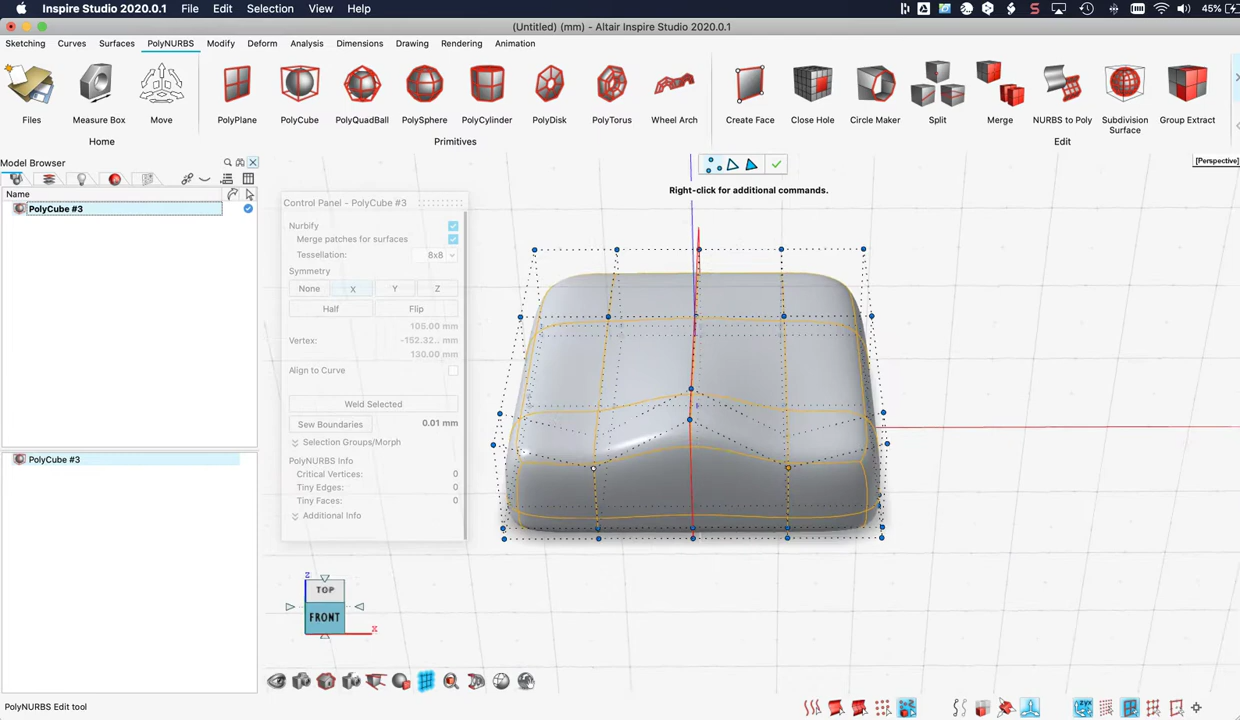 Inspire Studio 2020.0.1 File Edit Selection View Help 45%
(Untitled) (mm) - Altair Inspire Studio 2020.0.1
Sketching Curves Surfaces PolyNURBS Modify Deform Analysis Dimensions Drawing Rendering Animation
Files Measure Box Move PolyPlane PolyCube PolyQuadBall PolySphere PolyCylinder PolyDisk PolyTorus Wheel Arch Create Face Close Hole Circle Maker Split Merge NURBS to Poly Subdivision Surface Group Extract
Home Primitives Edit
Model Browser
[Perspective]
Right-click for additional commands.
Name
PolyCube #3
Control Panel - PolyCube #3
Nurbify
Merge patches for surfaces
Tessellation: 8x8
Symmetry
None X Y Z
Half Flip
105.00 mm
Vertex: -152.32.. mm
130.00 mm
Align to Curve
Weld Selected
Sew Boundaries 0.01 mm
Selection Groups/Morph
PolyNURBS Info
Critical Vertices: 0
Tiny Edges: 0
Tiny Faces: 0
Additional Info
PolyCube #3
Z
TOP
FRONT
X
PolyNURBS Edit tool